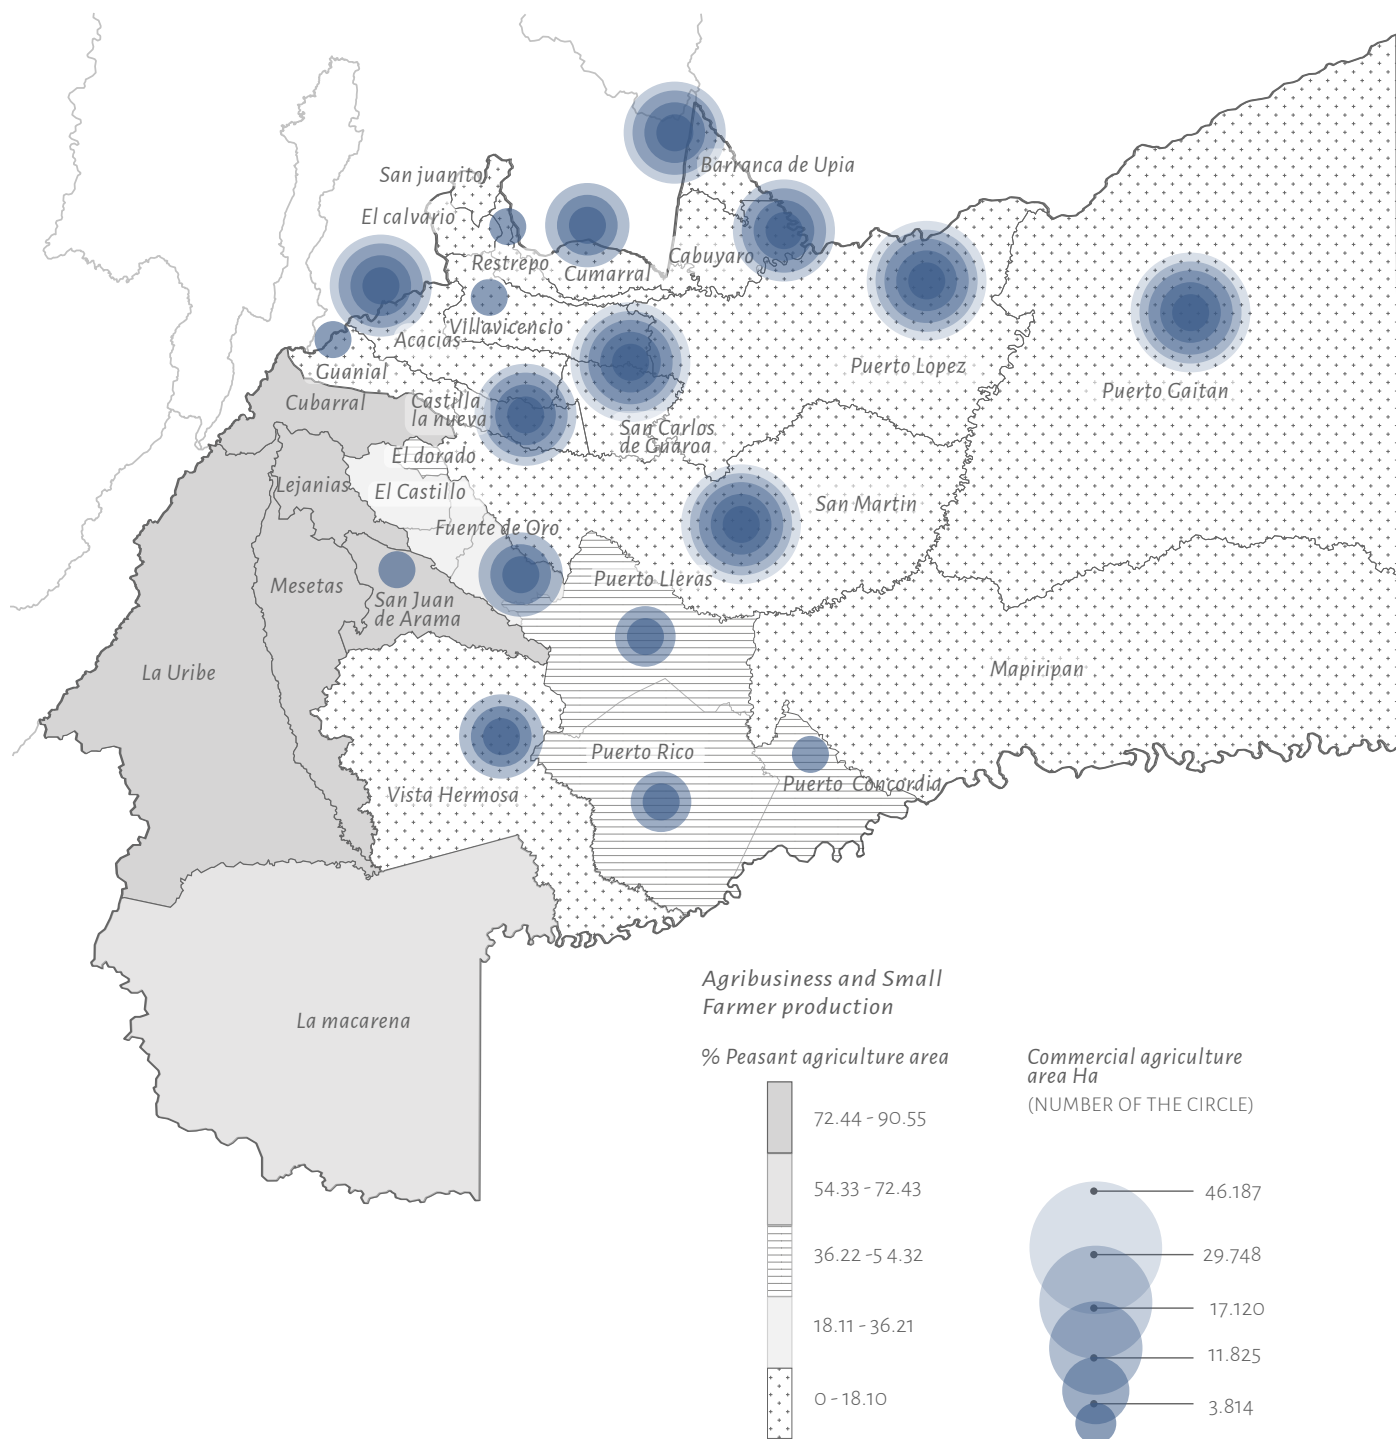 Barranca de Upia
San juanito
El calvario
Restrepo
Cumarral
Cabuyaro
Villavicencio
Acacias
Guanial
Puerto Lopez
Puerto Gaitan
Cubarral
Castilla
la nueva
San Carlos
de Guaroa
El dorado
Lejanias
El Castillo
San Martin
Fuente de Oro
Mesetas
Puerto Lleras
San Juan
de Arama
La Uribe
Mapiripan
Puerto Rico
Puerto Concordia
Vista Hermosa
La macarena
Agribusiness and Small
Farmer production
% Peasant agriculture area
72.44 - 90.55
54.33 - 72.43
36.22 -5 4.32
18.11 - 36.21
0 - 18.10
Commercial agriculture
area Ha
(NUMBER OF THE CIRCLE)
46.187
29.748
17.120
11.825
3.814